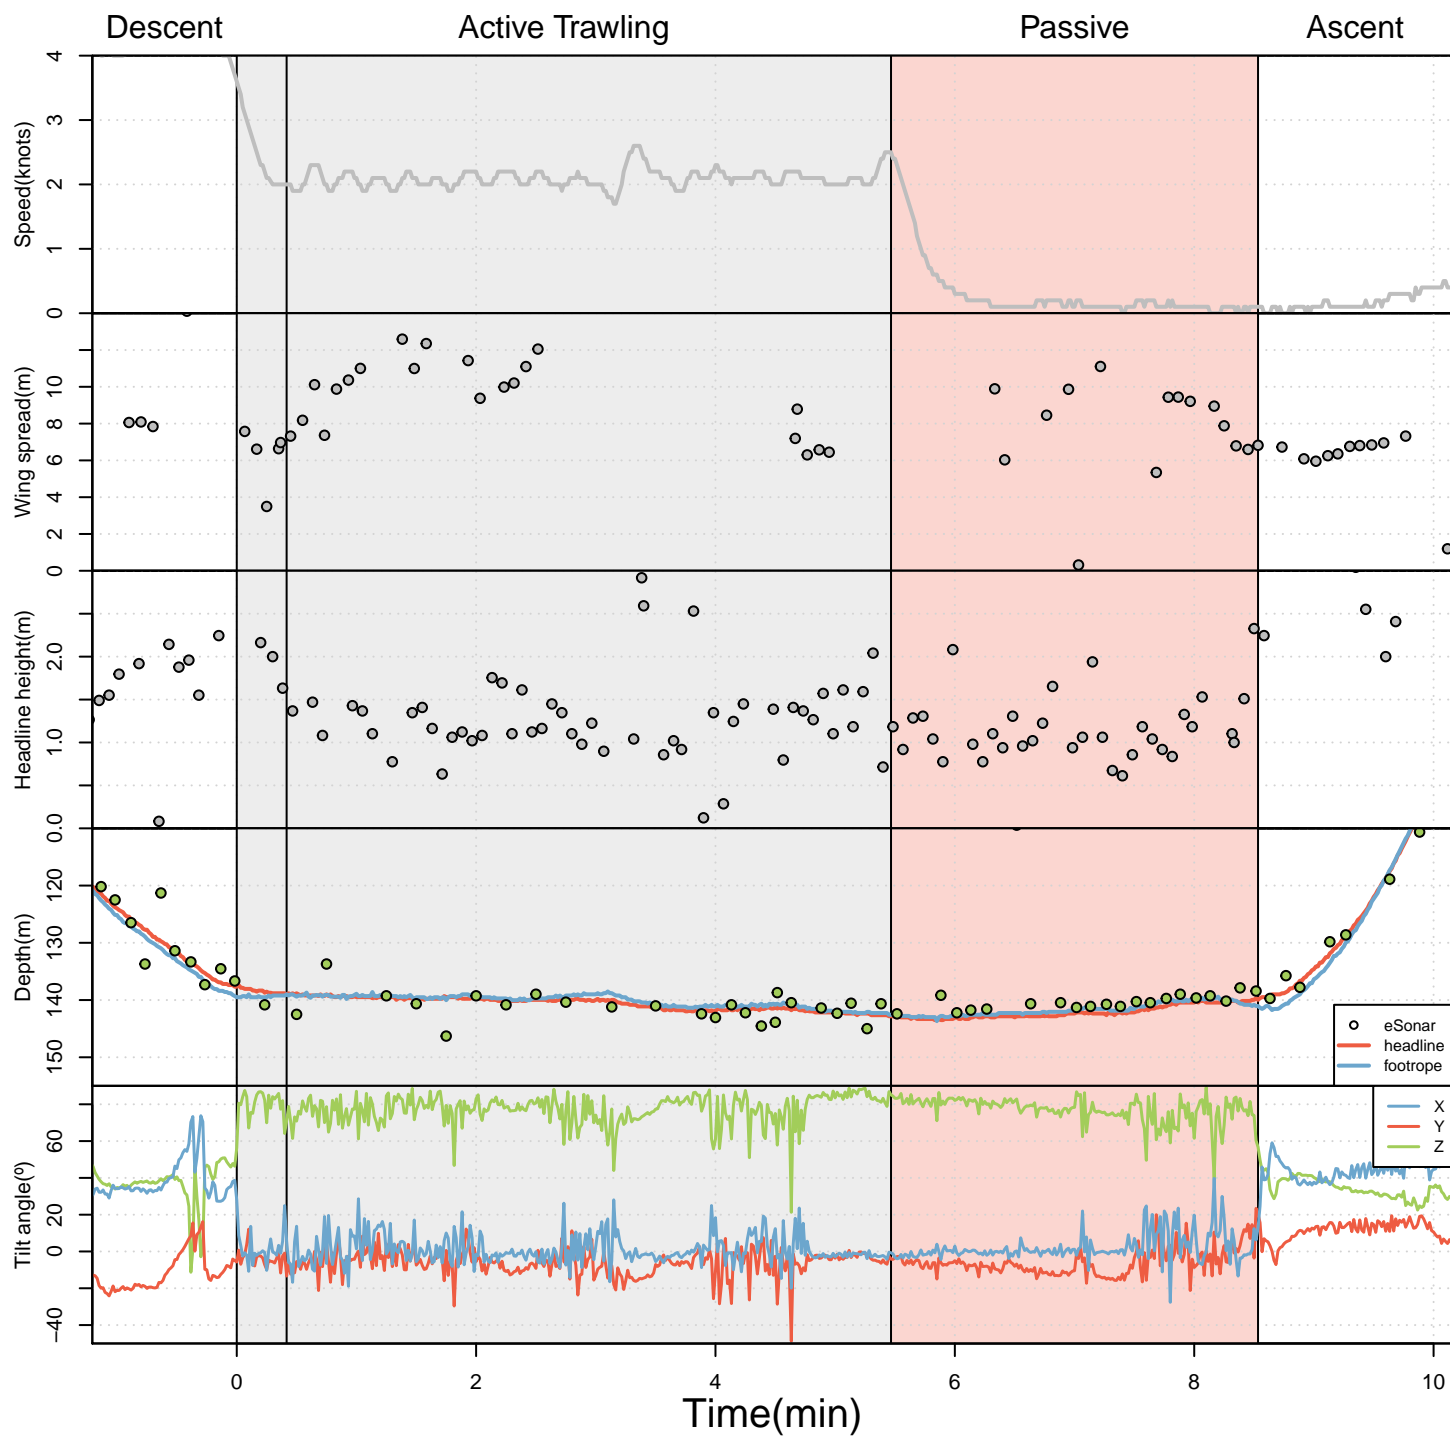 Descent Active Trawling Passive Ascent
Speed(knots)
4
3
2
1
0
Wing spread(m)
10
8
6
4
2
0
Headline height(m)
2.0
1.0
0.0
Depth(m)
120
130
140
150
eSonar
headline
footrope
Tilt angle(º)
60
20
0
−40
X
Y
Z
0 2 4 6 8 10
Time(min)